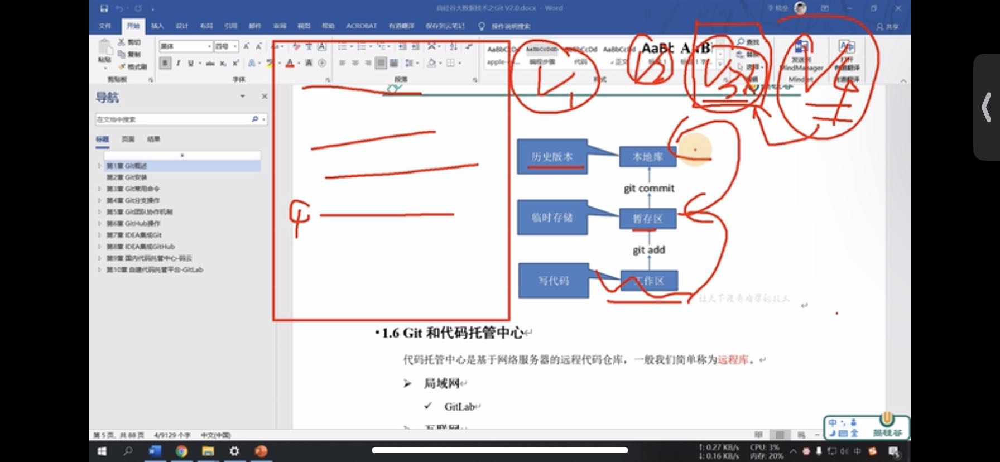 尚硅谷大数据技术之Git V2.0.docx - Word
文件 开始 插入 设计 布局 引用 邮件 审阅 视图 帮助 ACROBAT 有道翻译 保存到云笔记 操作说明搜索 共享
粘贴 剪切 复制 格式刷
黑体 四号
剪贴板 字体 段落 样式
AaBbC AaBb
编程步骤 代码 正文
查找
选择
发送到 MindManager
打开 有道翻译
V1 V2 V3 V4
导航
在文档中搜索
标题 页面 结果
第1章 Git概述
第2章 Git安装
第3章 Git常用命令
第4章 Git分支操作
第5章 Git团队协作机制
第6章 GitHub操作
第7章 IDEA集成Git
第8章 IDEA集成GitHub
第9章 国内代码托管中心-码云
第10章 自建代码托管平台-GitLab
历史版本 本地库
git commit
4
临时存储 暂存区
git add
写代码 工作区
让天下没有难学的技术
1.6 Git 和代码托管中心
代码托管中心是基于网络服务器的远程代码仓库，一般我们简单称为远程库。
➢ 局域网
✓ GitLab
➢ 互联网
第5页，共88页 4/9129 个字 中文(中国)
中
全 尚硅谷
↑: 0.27 KB/s CPU: 3%
↓: 0.16 KB/s 内存: 20%
中